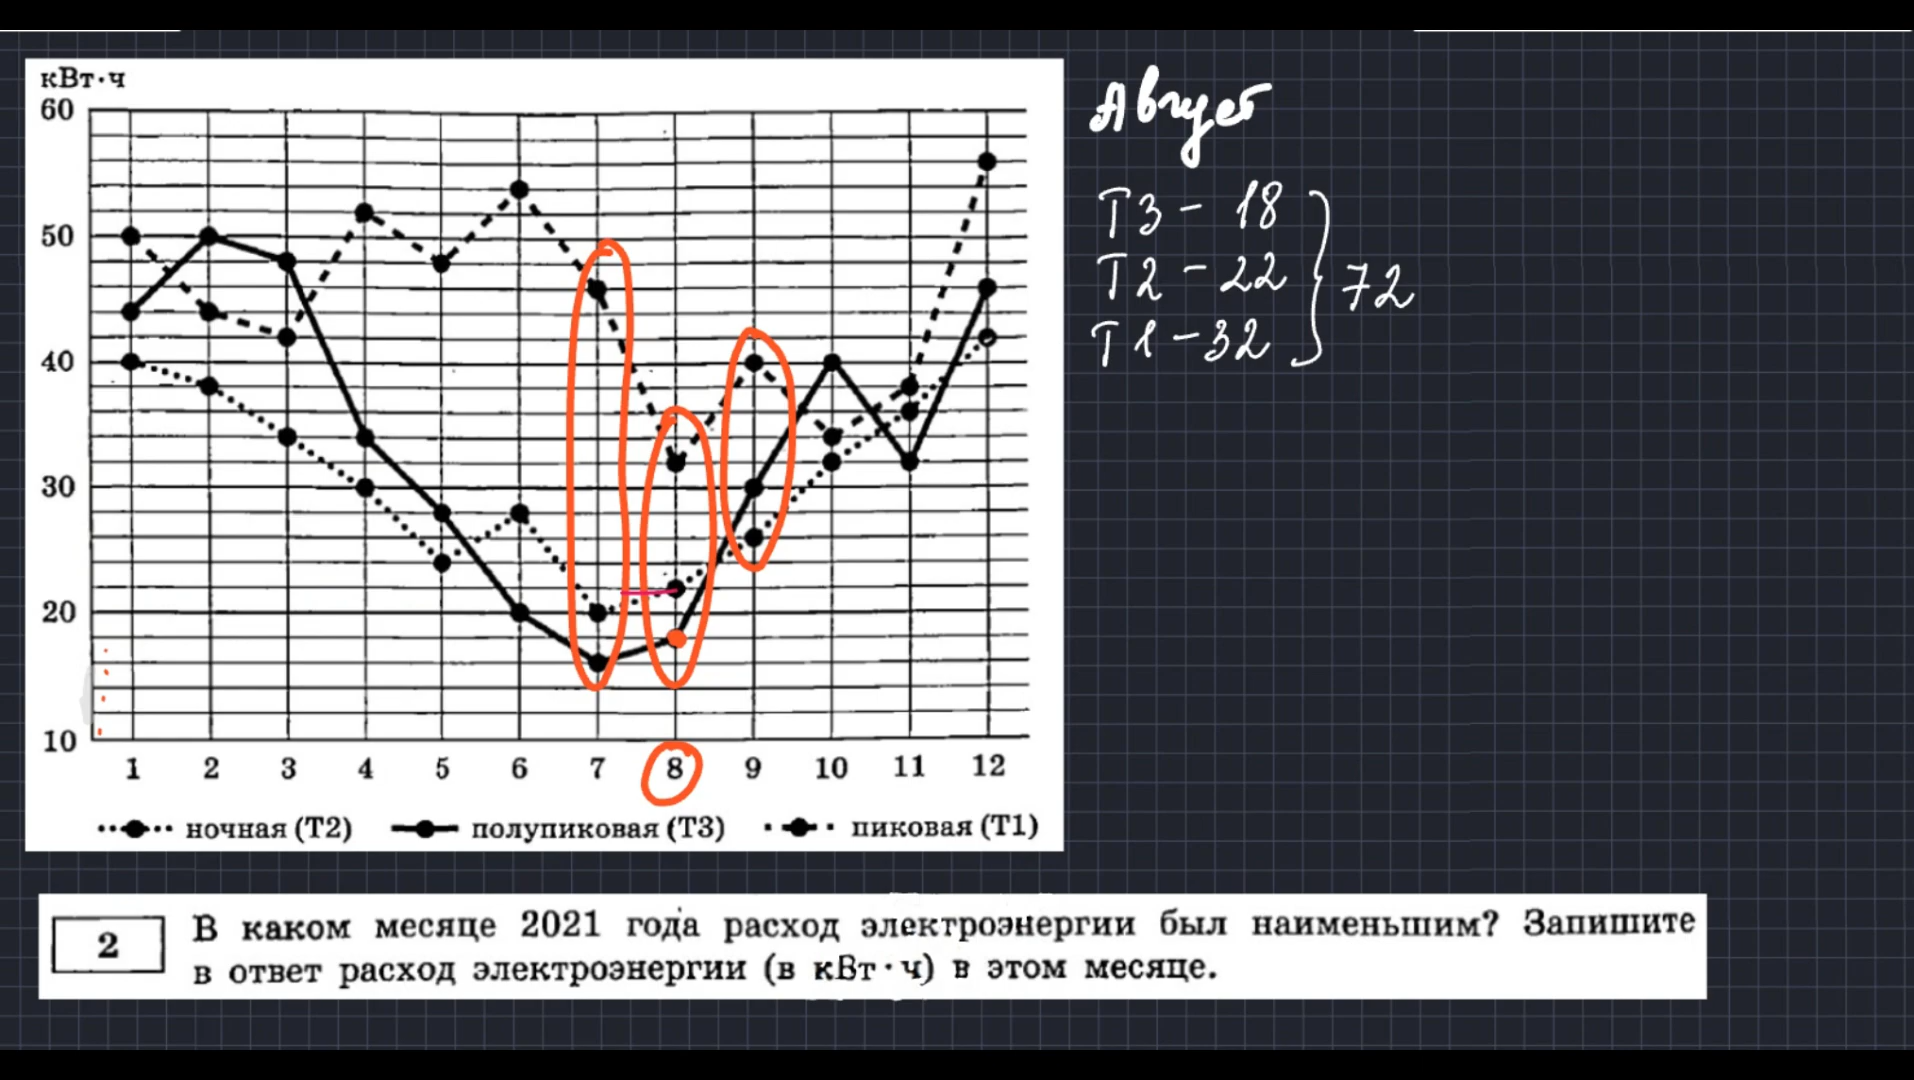 кВт·ч
60
50
40
30
20
10
1 2 3 4 5 6 7 8 9 10 11 12
ночная (Т2) полупиковая (Т3) пиковая (Т1)
Август
Т3 - 18
Т2 - 22
Т1 - 32
72
2 В каком месяце 2021 года расход электроэнергии был наименьшим? Запишите
в ответ расход электроэнергии (в кВт·ч) в этом месяце.